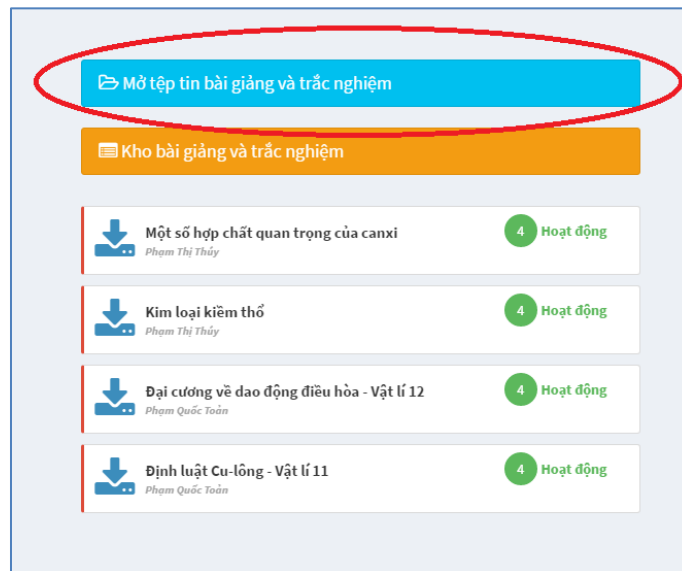 Mở tệp tin bài giảng và trắc nghiệm
Kho bài giảng và trắc nghiệm
Một số hợp chất quan trọng của canxi
Phạm Thị Thúy
4 Hoạt động
Kim loại kiềm thổ
Phạm Thị Thúy
4 Hoạt động
Đại cương về dao động điều hòa - Vật lí 12
Phạm Quốc Toản
4 Hoạt động
Định luật Cu-lông - Vật lí 11
Phạm Quốc Toản
4 Hoạt động